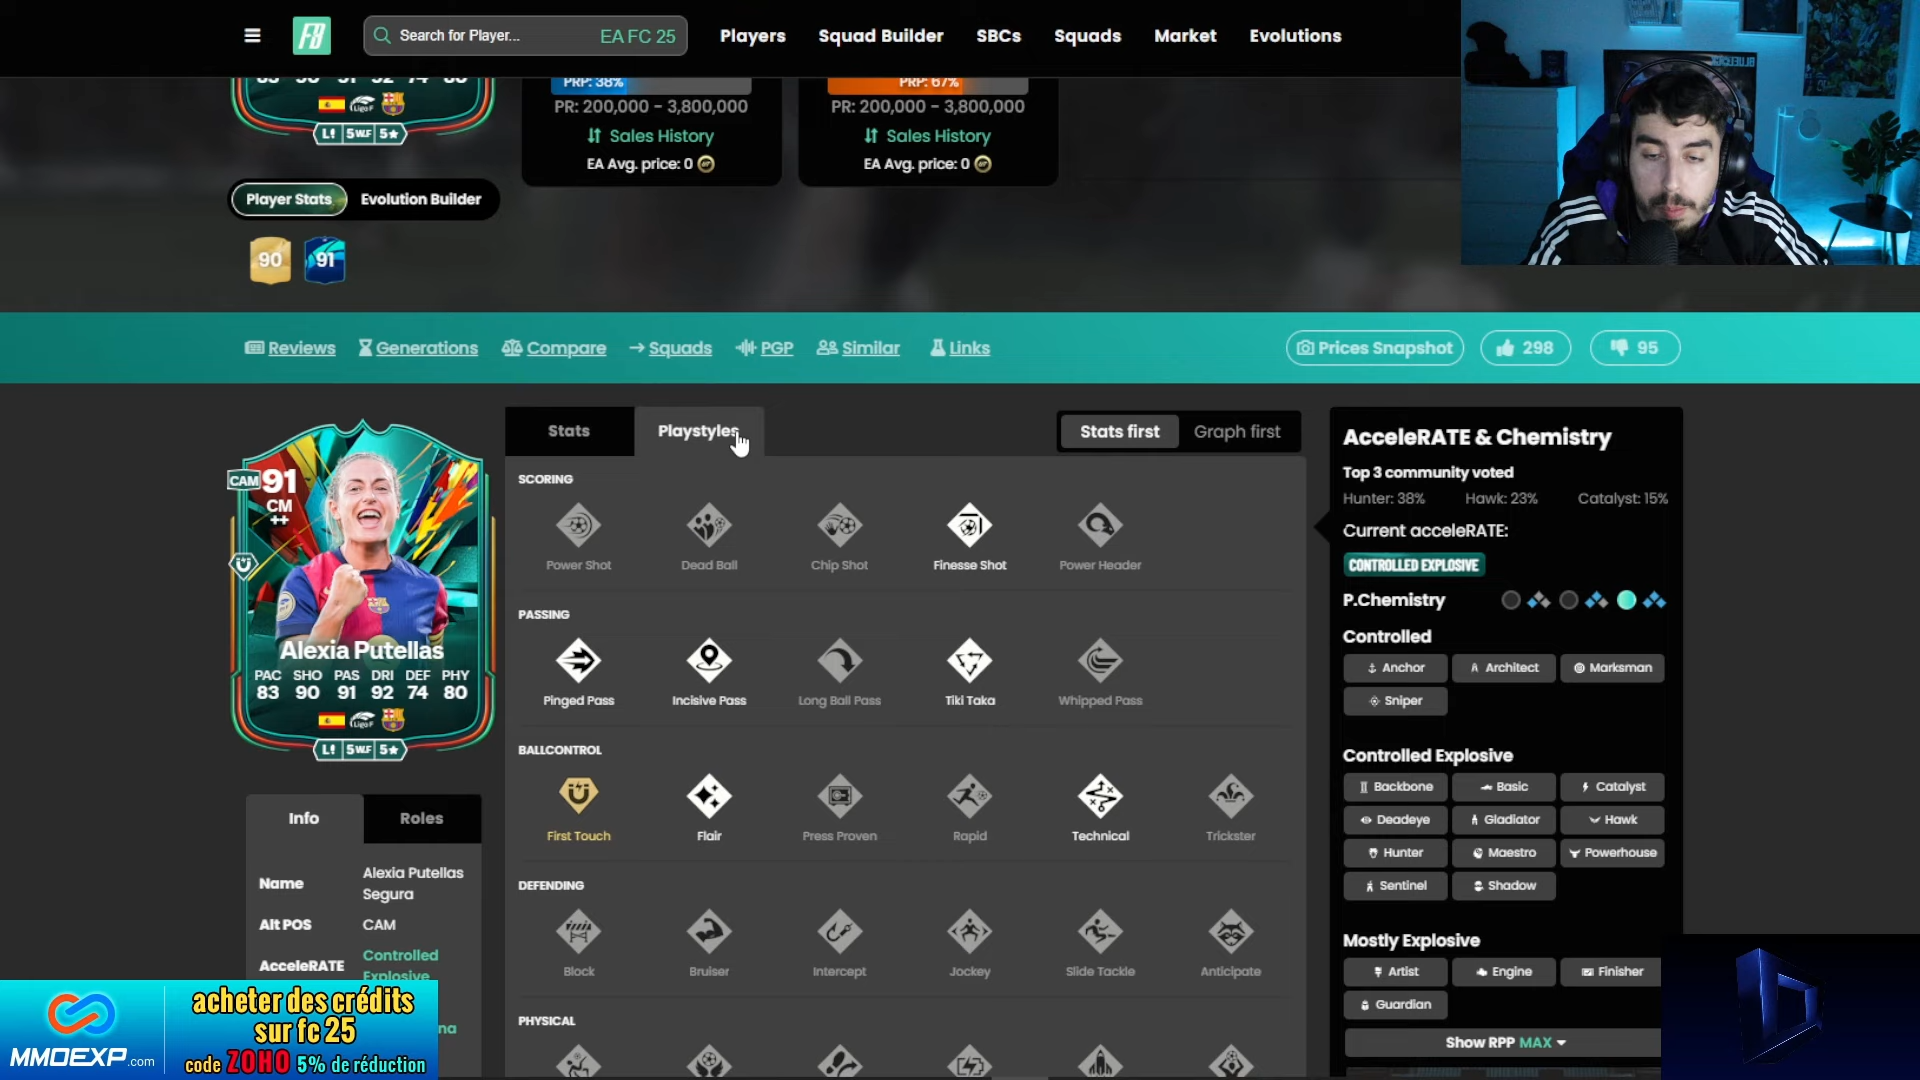 FB
Search for Player... EA FC 25
Players
Squad Builder
SBCs
Squads
Market
Evolutions
PRP: 38%
PR: 200,000 - 3,800,000
Sales History
EA Avg. price: 0
PRP: 67%
PR: 200,000 - 3,800,000
Sales History
EA Avg. price: 0
5W.F 5★
Player Stats Evolution Builder
90 91
Reviews Generations Compare Squads PGP Similar Links
Prices Snapshot 298 95
CAM 91
CM
++
Alexia Putellas
PAC SHO PAS DRI DEF PHY
83 90 91 92 74 80
5W.F 5★
Info Roles
Name Alexia Putellas
Segura
Alt POS CAM
AcceleRATE Controlled
Explosive
Stats Playstyles Stats first Graph first
SCORING
Power Shot Dead Ball Chip Shot Finesse Shot Power Header
PASSING
Pinged Pass Incisive Pass Long Ball Pass Tiki Taka Whipped Pass
BALLCONTROL
First Touch Flair Press Proven Rapid Technical Trickster
DEFENDING
Block Bruiser Intercept Jockey Slide Tackle Anticipate
PHYSICAL
AcceleRATE & Chemistry
Top 3 community voted
Hunter: 38% Hawk: 23% Catalyst: 15%
Current acceleRATE:
CONTROLLED EXPLOSIVE
P.Chemistry
Controlled
Anchor Architect Marksman
Sniper
Controlled Explosive
Backbone Basic Catalyst
Deadeye Gladiator Hawk
Hunter Maestro Powerhouse
Sentinel Shadow
Mostly Explosive
Artist Engine Finisher
Guardian
Show RPP MAX
MMOEXP.com
acheter des crédits
sur fc 25
code ZOHO 5% de réduction